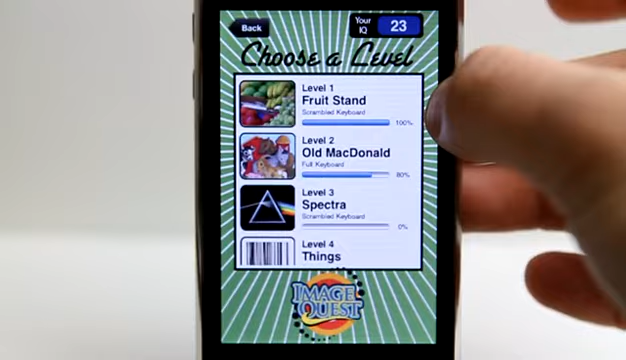 Back
Your
IQ
23
Choose a Level
Level 1
Fruit Stand
Scrambled Keyboard
100%
Level 2
Old MacDonald
Full Keyboard
80%
Level 3
Spectra
Scrambled Keyboard
0%
Level 4
Things
IMAGE
QUEST